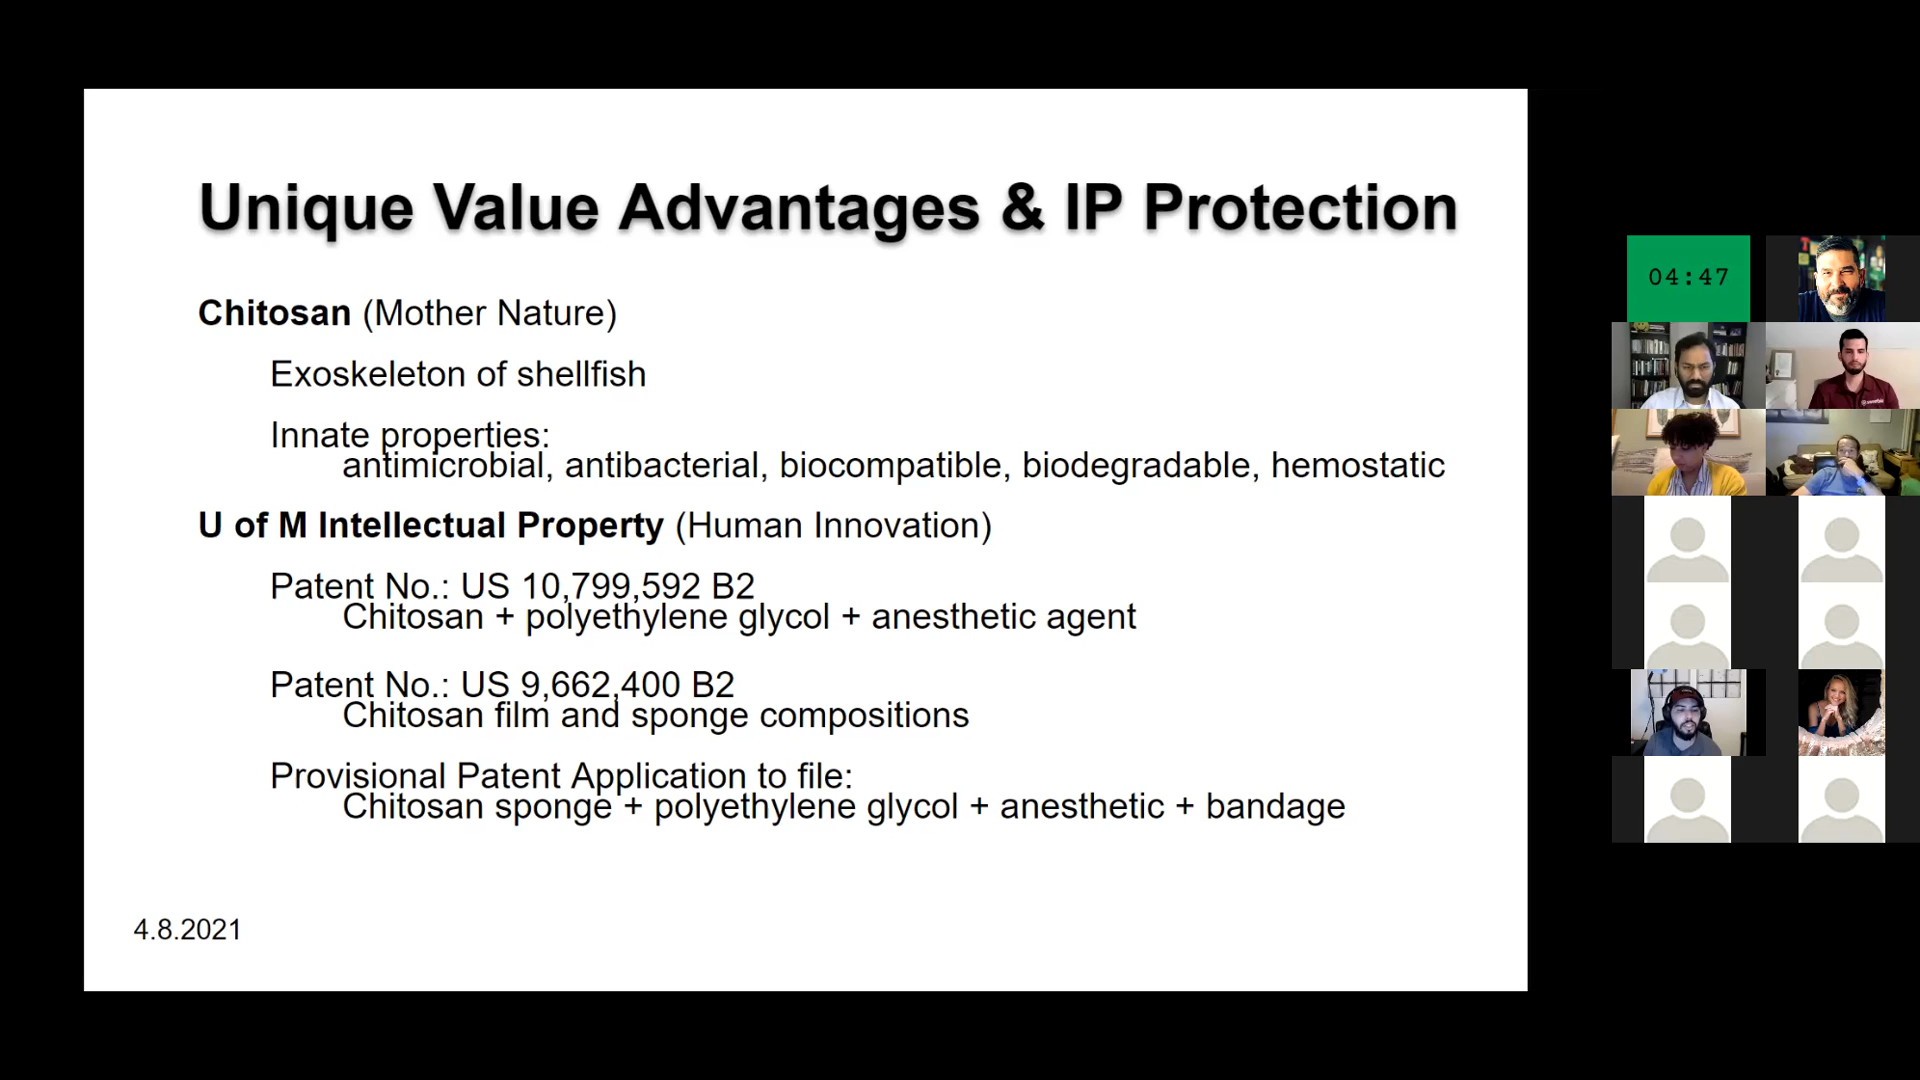 Unique Value Advantages & IP Protection
Chitosan (Mother Nature)
Exoskeleton of shellfish
Innate properties:
antimicrobial, antibacterial, biocompatible, biodegradable, hemostatic
U of M Intellectual Property (Human Innovation)
Patent No.: US 10,799,592 B2
Chitosan + polyethylene glycol + anesthetic agent
Patent No.: US 9,662,400 B2
Chitosan film and sponge compositions
Provisional Patent Application to file:
Chitosan sponge + polyethylene glycol + anesthetic + bandage
4.8.2021
04:47